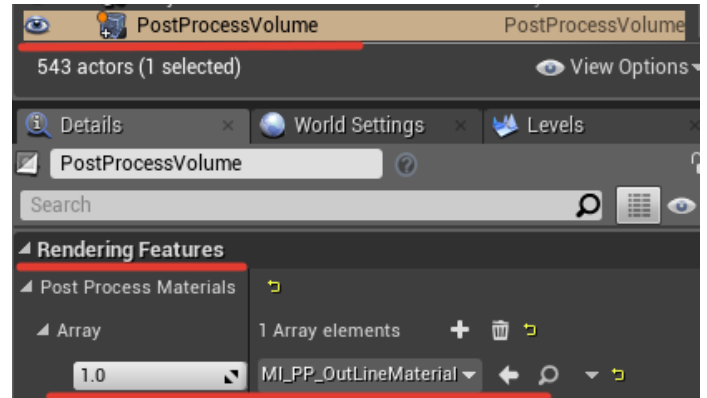 PostProcessVolume PostProcessVolume
543 actors (1 selected) View Options
Details World Settings Levels
PostProcessVolume
Search
Rendering Features
Post Process Materials
Array 1 Array elements
1.0 MI_PP_OutLineMaterial